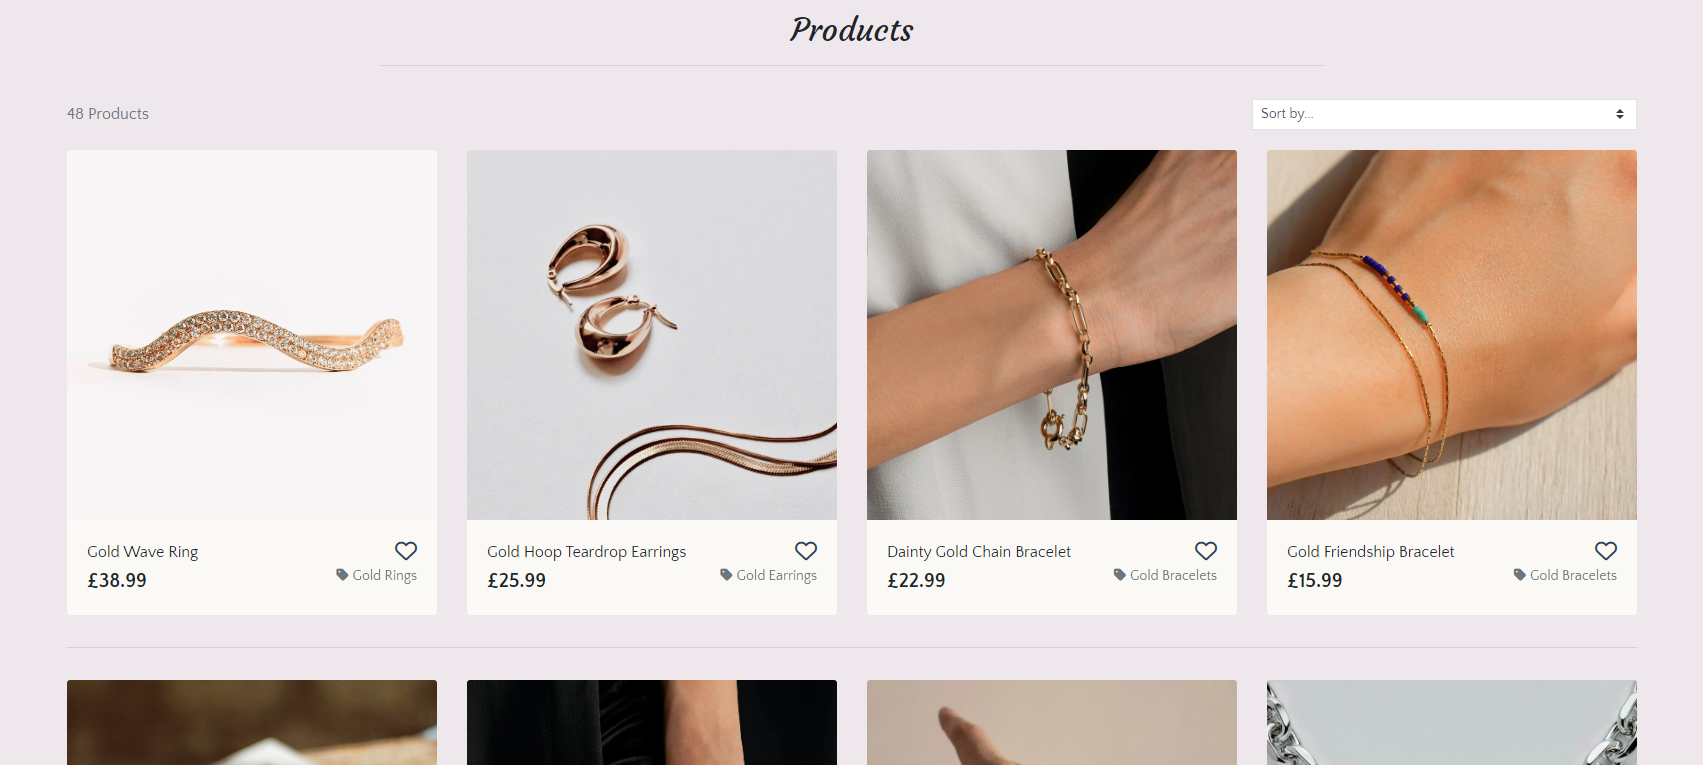 Products
48 Products
Sort by...
Gold Wave Ring
£38.99
Gold Rings
Gold Hoop Teardrop Earrings
£25.99
Gold Earrings
Dainty Gold Chain Bracelet
£22.99
Gold Bracelets
Gold Friendship Bracelet
£15.99
Gold Bracelets